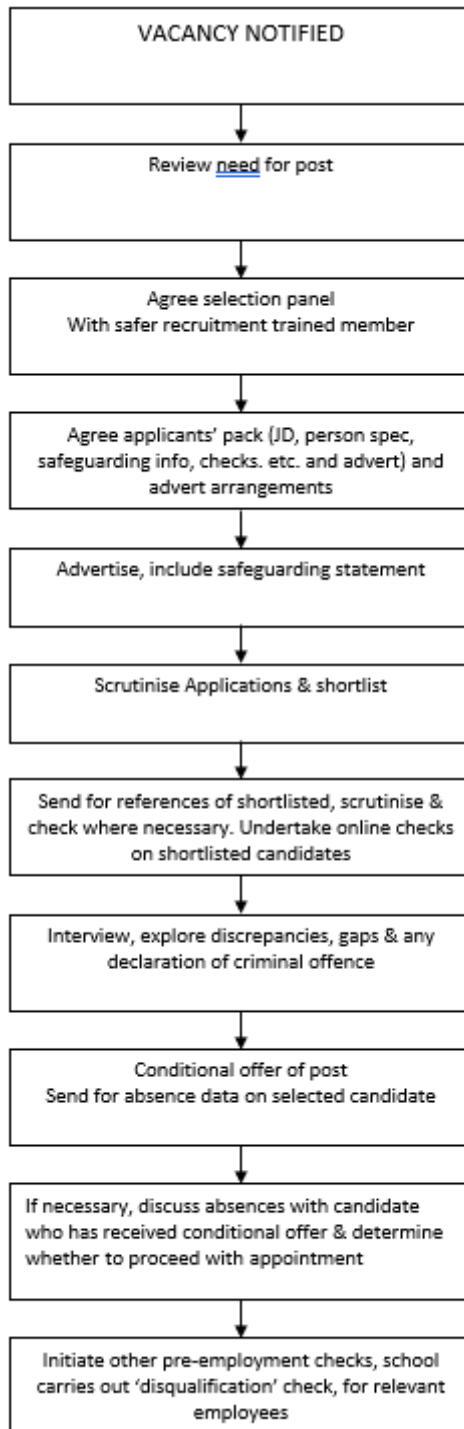 VACANCY NOTIFIED
Review need for post
Agree selection panel
With safer recruitment trained member
Agree applicants' pack (JD, person spec,
safeguarding info, checks. etc. and advert) and
advert arrangements
Advertise, include safeguarding statement
Scrutinise Applications & shortlist
Send for references of shortlisted, scrutinise &
check where necessary. Undertake online checks
on shortlisted candidates
Interview, explore discrepancies, gaps & any
declaration of criminal offence
Conditional offer of post
Send for absence data on selected candidate
If necessary, discuss absences with candidate
who has received conditional offer & determine
whether to proceed with appointment
Initiate other pre-employment checks, school
carries out 'disqualification' check, for relevant
employees